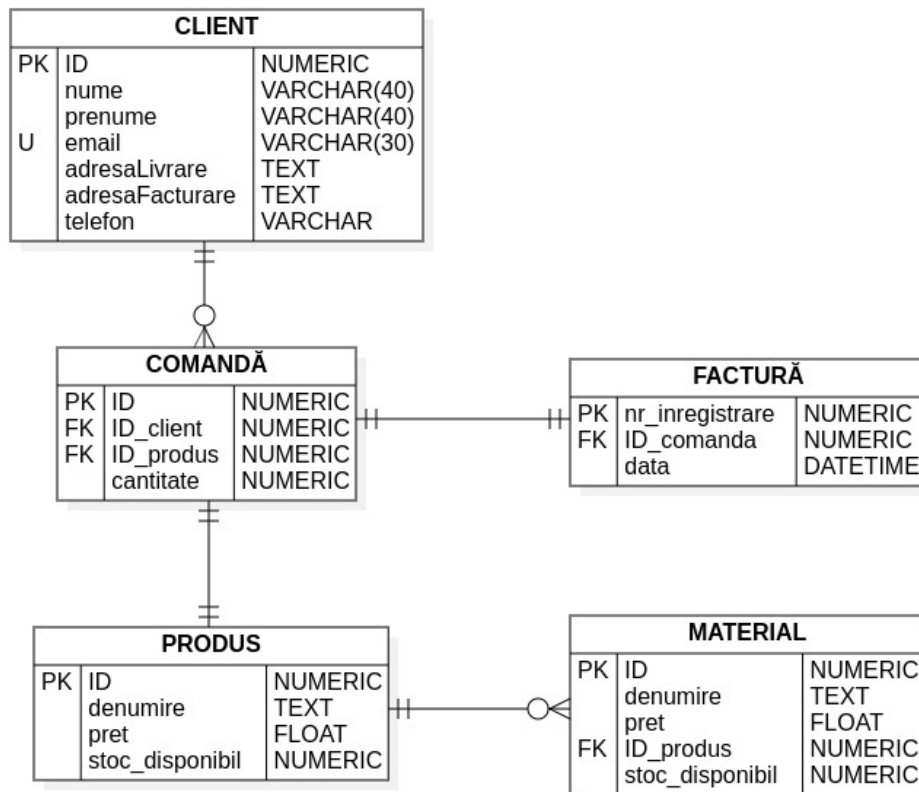 CLIENT
PK ID NUMERIC
nume VARCHAR(40)
prenume VARCHAR(40)
U email VARCHAR(30)
adresaLivrare TEXT
adresaFacturare TEXT
telefon VARCHAR
COMANDĂ
PK ID NUMERIC
FK ID_client NUMERIC
FK ID_produs NUMERIC
cantitate NUMERIC
FACTURĂ
PK nr_inregistrare NUMERIC
FK ID_comanda NUMERIC
data DATETIME
PRODUS
PK ID NUMERIC
denumire TEXT
pret FLOAT
stoc_disponibil NUMERIC
MATERIAL
PK ID NUMERIC
denumire TEXT
pret FLOAT
FK ID_produs NUMERIC
stoc_disponibil NUMERIC